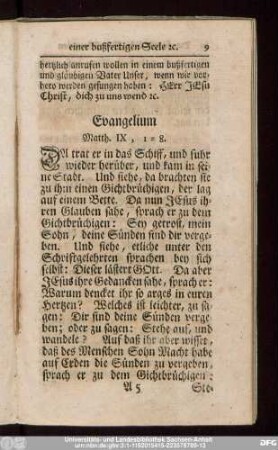 einer bußfertigen Seele ꝛc. 9
hertzlich anrufen wollen in einem bußfertigen
und gläubigen Vater Unser, wenn wir vor-
hero werden gesungen haben: HErr JEsu
Christ, dich zu uns wend ꝛc.
Evangelium
Matth. IX, 1=8.
DA trat er in das Schiff, und fuhr
wieder herüber, und kam in sei-
ne Stadt. Und siehe, da brachten sie
zu ihm einen Gichtbrüchigen, der lag
auf einem Bette. Da nun JEsus ih-
ren Glauben sahe, sprach er zu dem
Gichtbrüchigen: Sey getrost, mein
Sohn, deine Sünden sind dir verge-
ben. Und siehe, etliche unter den
Schriftgelehrten sprachen bey sich
selbst: Dieser lästert GOtt. Da aber
JEsus ihre Gedancken sahe, sprach er:
Warum dencket ihr so arges in euren
Hertzen? Welches ist leichter, zu sa-
gen: Dir sind deine Sünden verge-
ben; oder zu sagen: Stehe auf, und
wandele? Auf daß ihr aber wisset,
daß des Menschen Sohn Macht habe
auf Erden die Sünden zu vergeben,
sprach er zu dem Gichtbrüchigen:
A 5 Ste-
Universitäts- und Landesbibliothek Sachsen-Anhalt